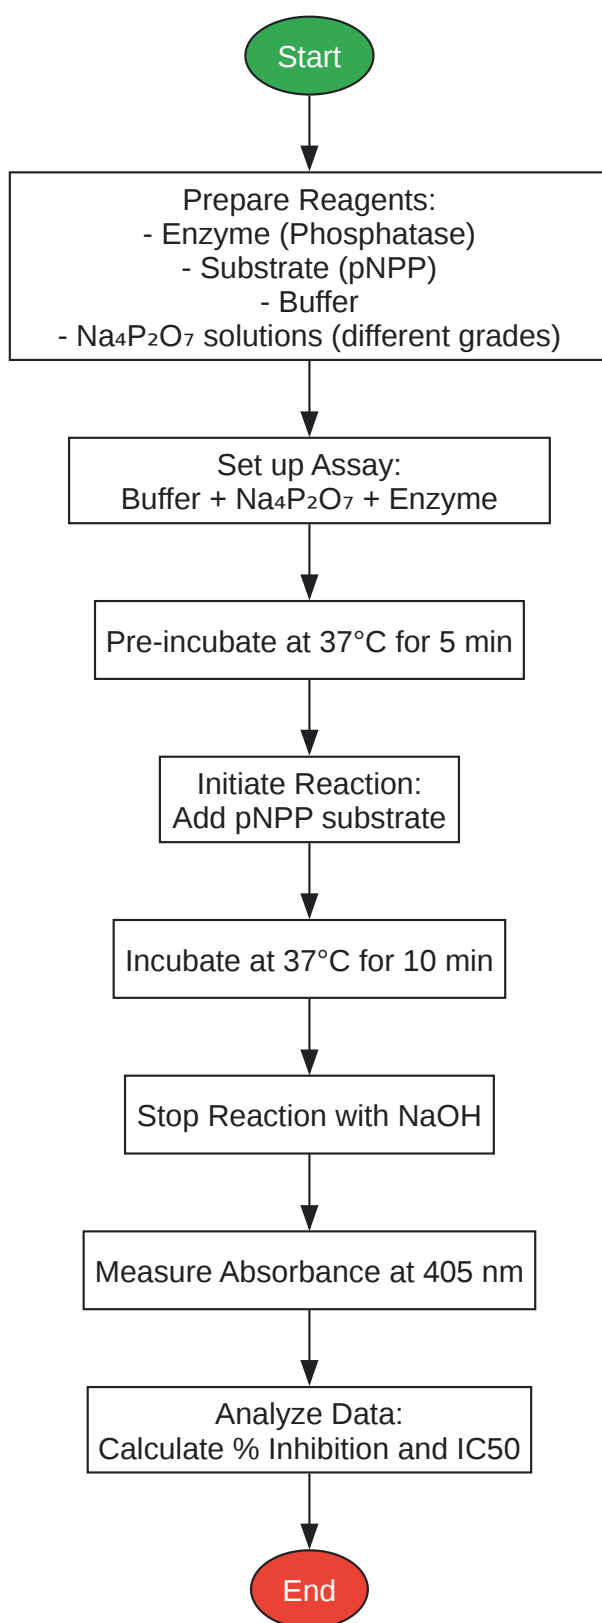 Start
Prepare Reagents:
- Enzyme (Phosphatase)
- Substrate (pNPP)
- Buffer
- Na₄P₂O₇ solutions (different grades)
Set up Assay:
Buffer + Na₄P₂O₇ + Enzyme
Pre-incubate at 37°C for 5 min
Initiate Reaction:
Add pNPP substrate
Incubate at 37°C for 10 min
Stop Reaction with NaOH
Measure Absorbance at 405 nm
Analyze Data:
Calculate % Inhibition and IC50
End